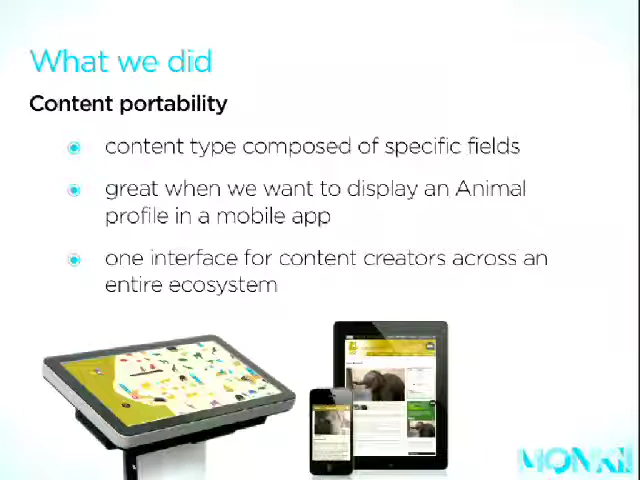 What we did
Content portability
content type composed of specific fields
great when we want to display an Animal
profile in a mobile app
one interface for content creators across an
entire ecosystem